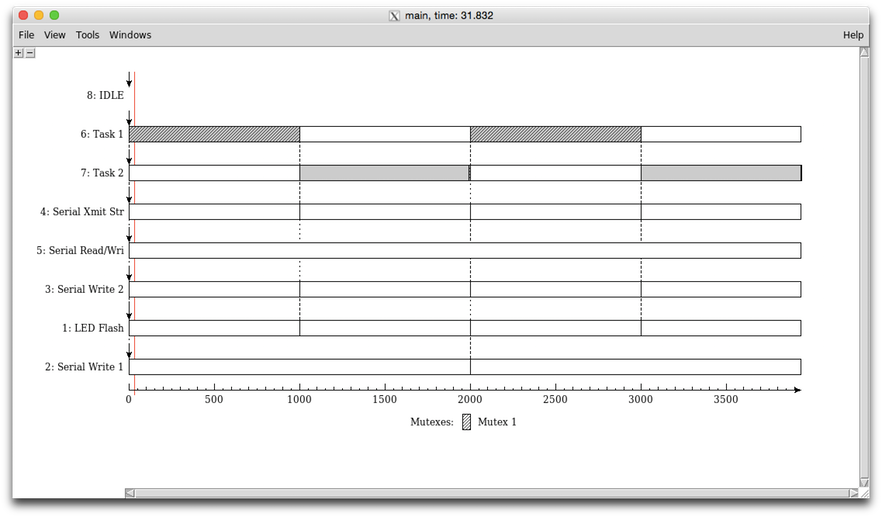 main, time: 31.832
File View Tools Windows Help
+ −
8: IDLE
6: Task 1
7: Task 2
4: Serial Xmit Str
5: Serial Read/Wri
3: Serial Write 2
1: LED Flash
2: Serial Write 1
0 500 1000 1500 2000 2500 3000 3500
Mutexes: Mutex 1